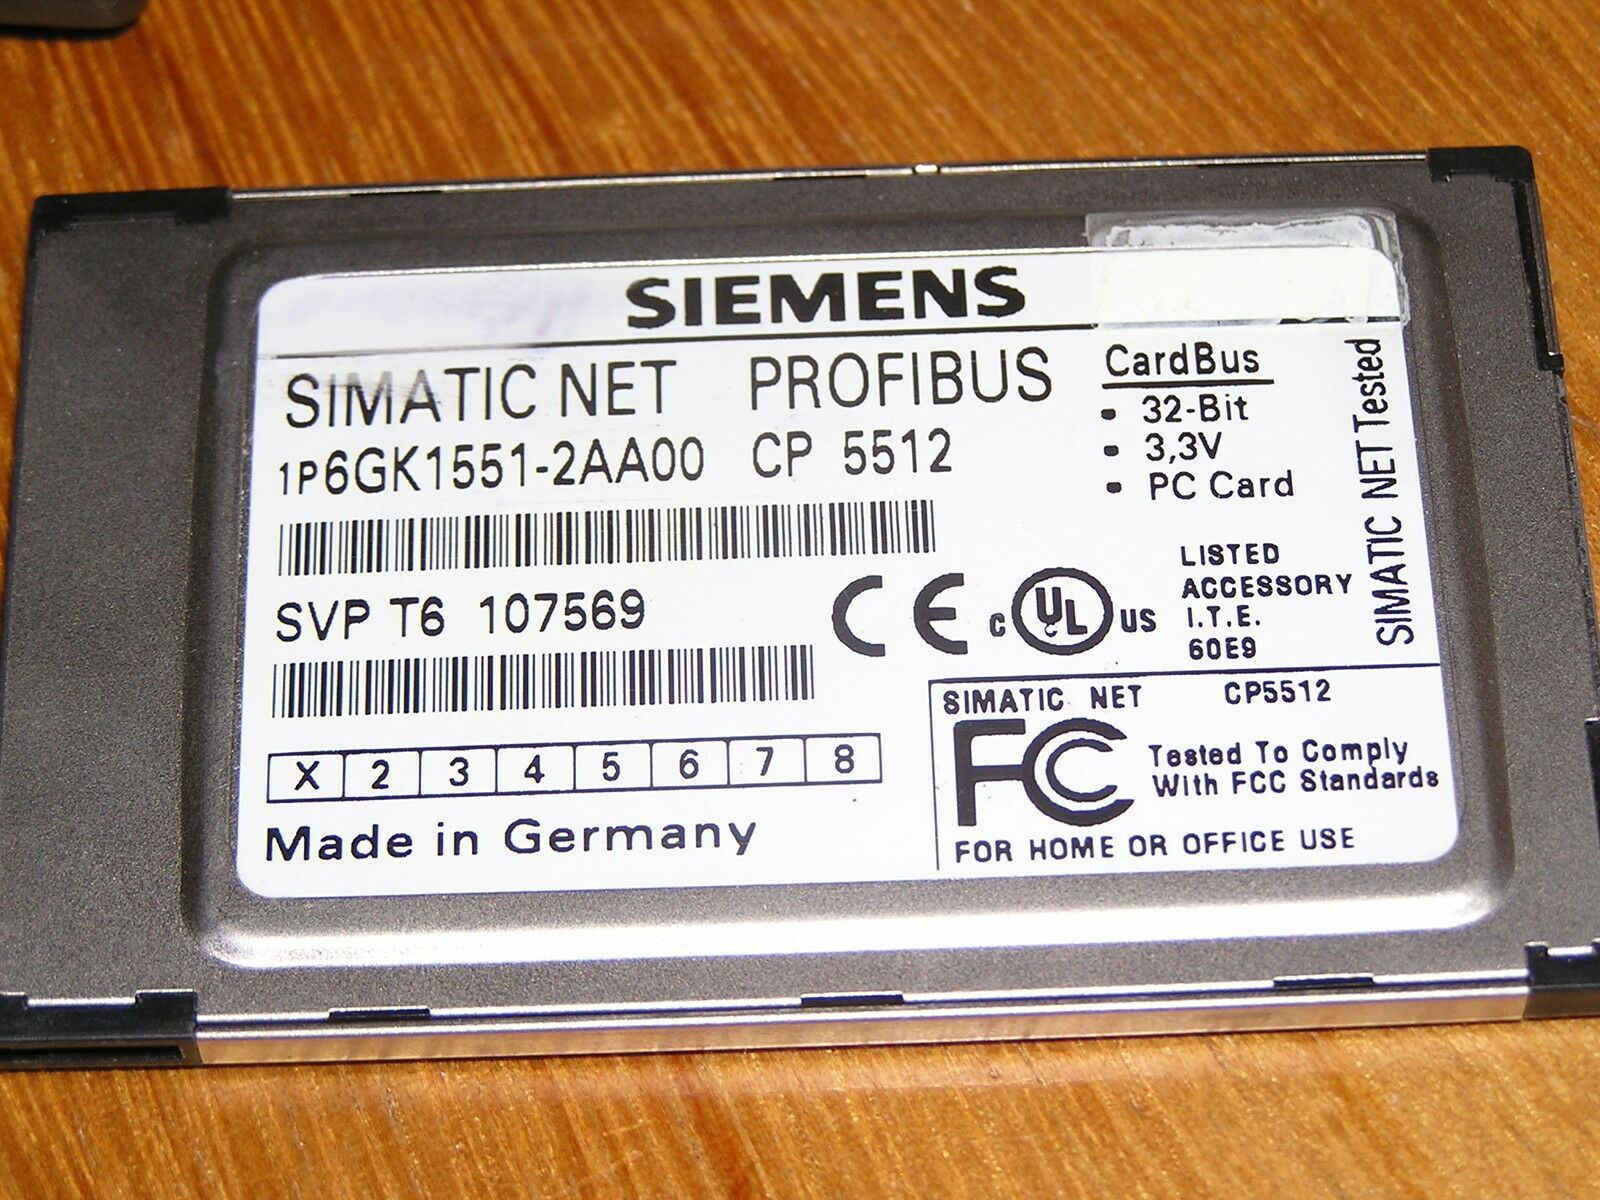 SIEMENS
SIMATIC NET PROFIBUS
1P6GK1551-2AA00 CP 5512
SVP T6 107569
X 2 3 4 5 6 7 8
Made in Germany
CardBus
• 32-Bit
• 3,3V
• PC Card
SIMATIC NET Tested
CE
c UL us
LISTED
ACCESSORY
I.T.E.
60E9
SIMATIC NET CP5512
FC
Tested To Comply
With FCC Standards
FOR HOME OR OFFICE USE